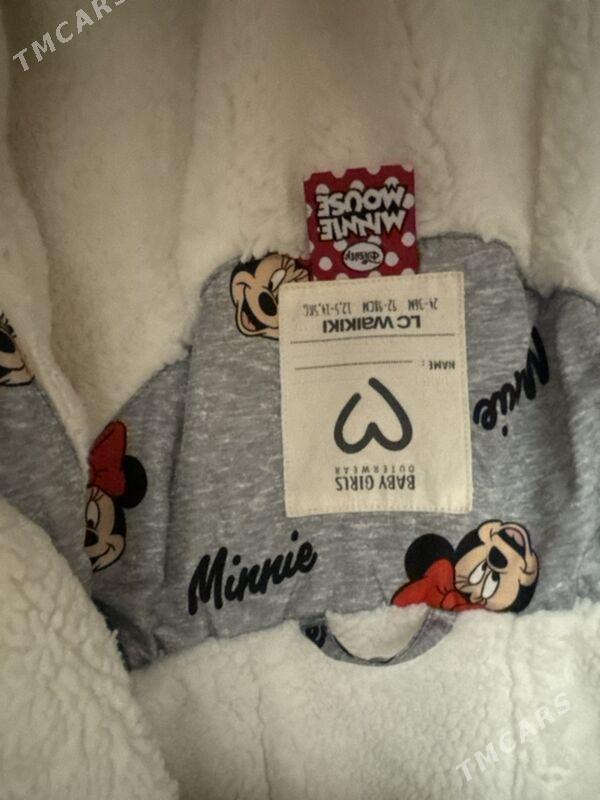 TMCARS
Disney
MINNIE
MOUSE
BABY GIRLS
OUTERWEAR
NAME :
LC WAIKIKI
24-36M 92-98CM 12,5-14,5KG
Minnie
Minnie
TMCARS